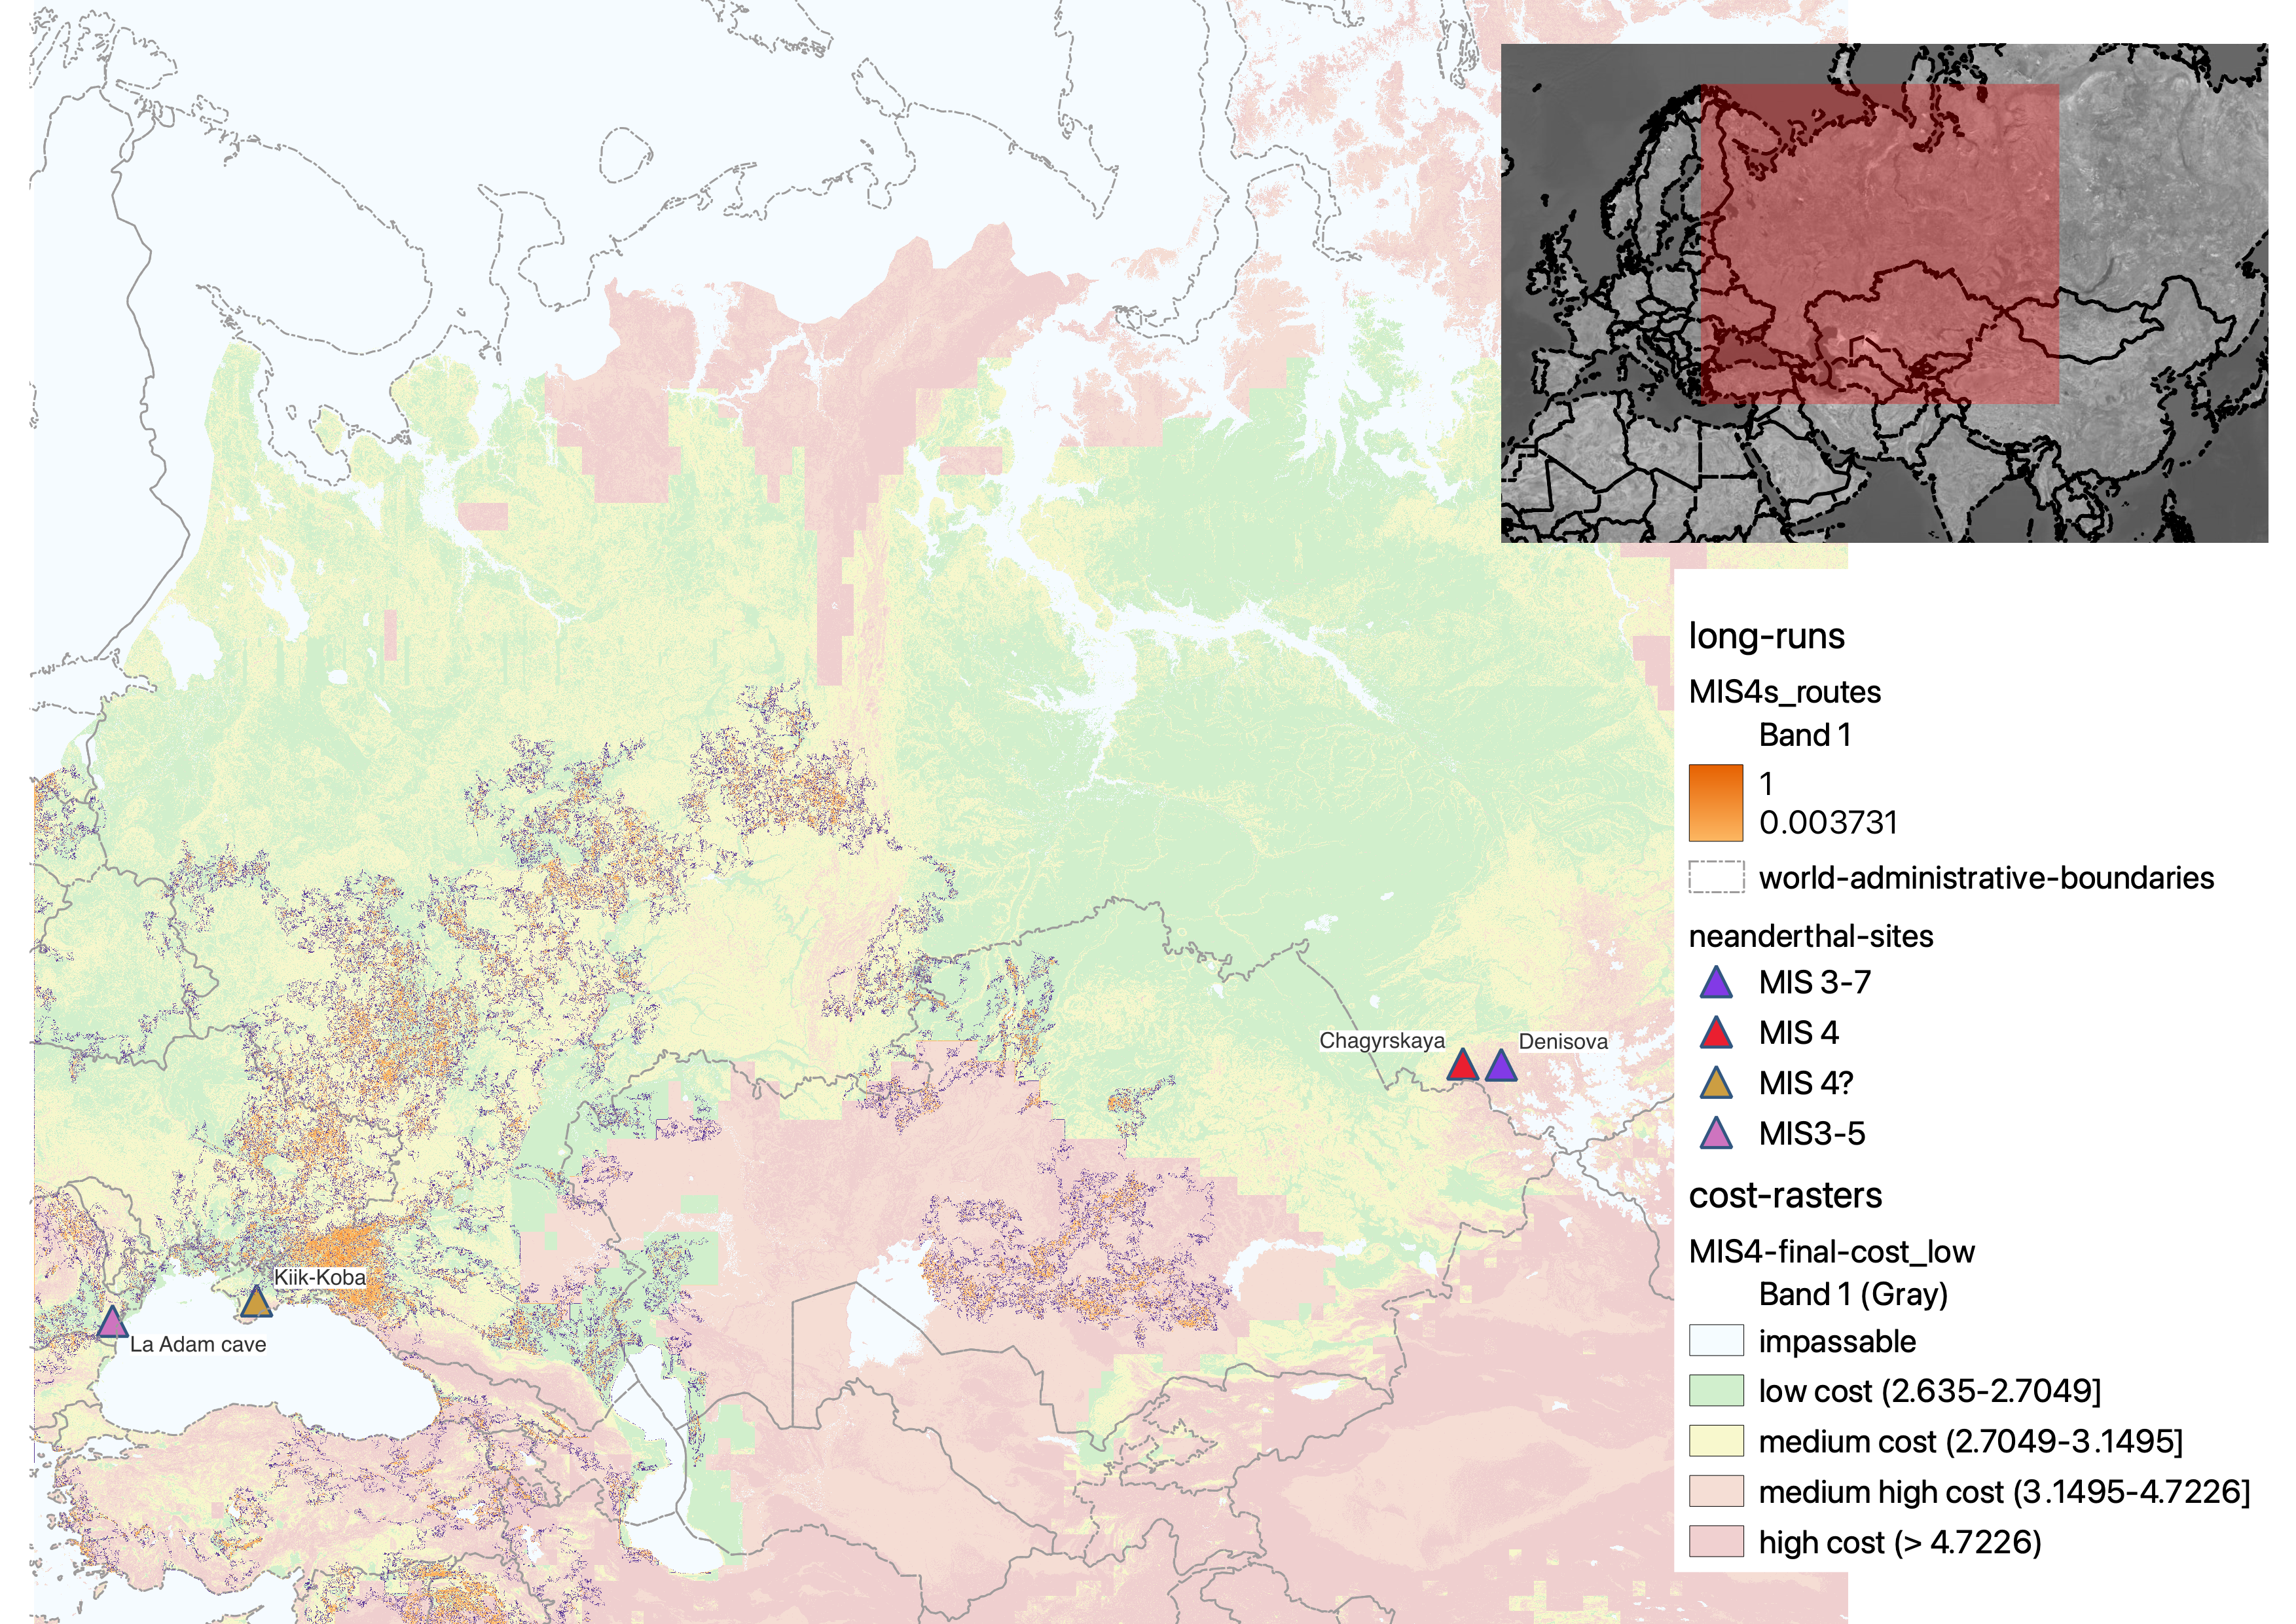 long-runs
MIS4s_routes
Band 1
1
0.003731
world-administrative-boundaries
neanderthal-sites
MIS 3-7
MIS 4
MIS 4?
MIS3-5
cost-rasters
MIS4-final-cost_low
Band 1 (Gray)
impassable
low cost (2.635-2.7049]
medium cost (2.7049-3.1495]
medium high cost (3.1495-4.7226]
high cost (> 4.7226)
Chagyrskaya
Denisova
Kiik-Koba
La Adam cave